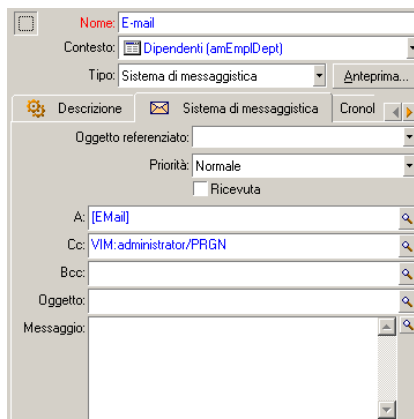 Nome: E-mail
Contesto: Dipendenti (amEmplDept)
Tipo: Sistema di messaggistica Anteprima...
Descrizione Sistema di messaggistica Cronol
Oggetto referenziato:
Priorità: Normale
Ricevuta
A: [EMail]
Cc: VIM:administrator/PRGN
Bcc:
Oggetto:
Messaggio: